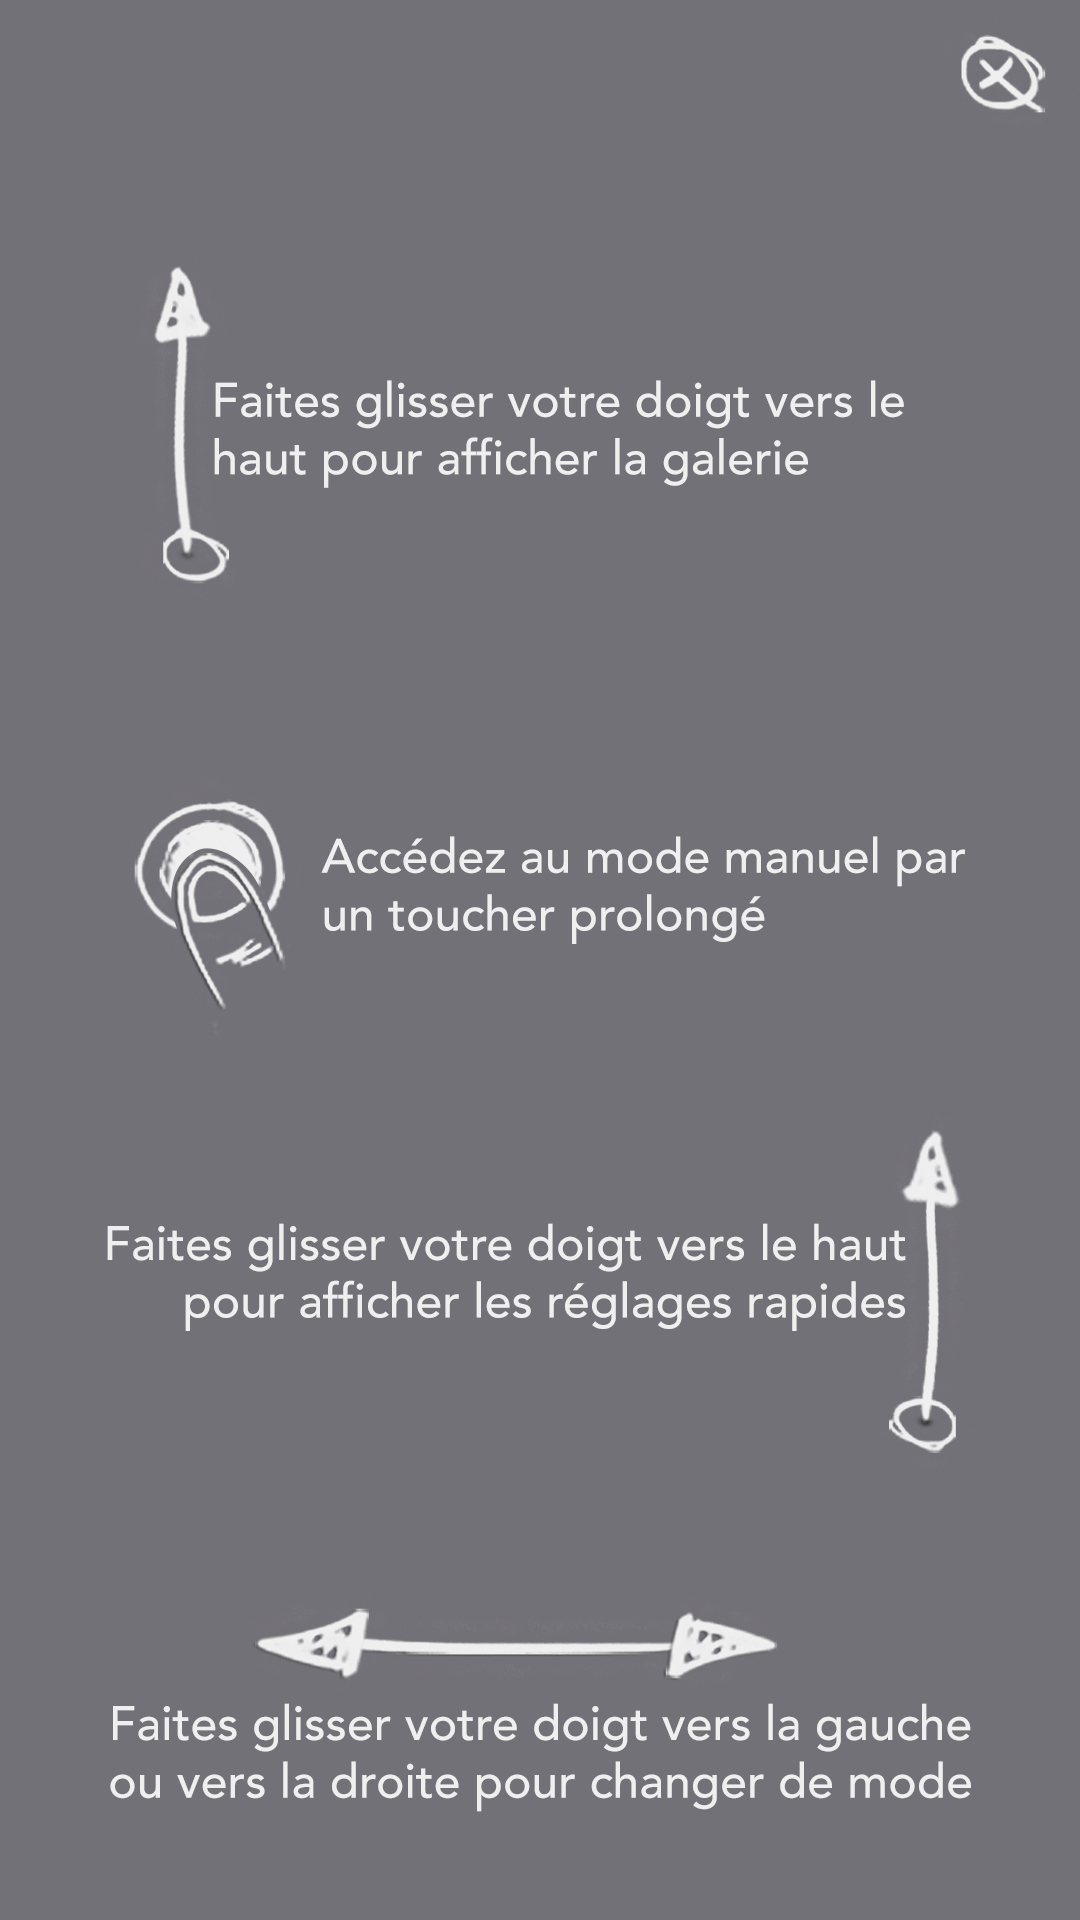 Faites glisser votre doigt vers le
haut pour afficher la galerie
Accédez au mode manuel par
un toucher prolongé
Faites glisser votre doigt vers le haut
pour afficher les réglages rapides
Faites glisser votre doigt vers la gauche
ou vers la droite pour changer de mode